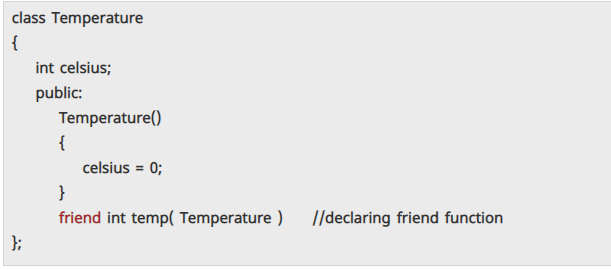 class Temperature
{
int celsius;
public:
Temperature()
{
celsius = 0;
}
friend int temp( Temperature ) //declaring friend function
};